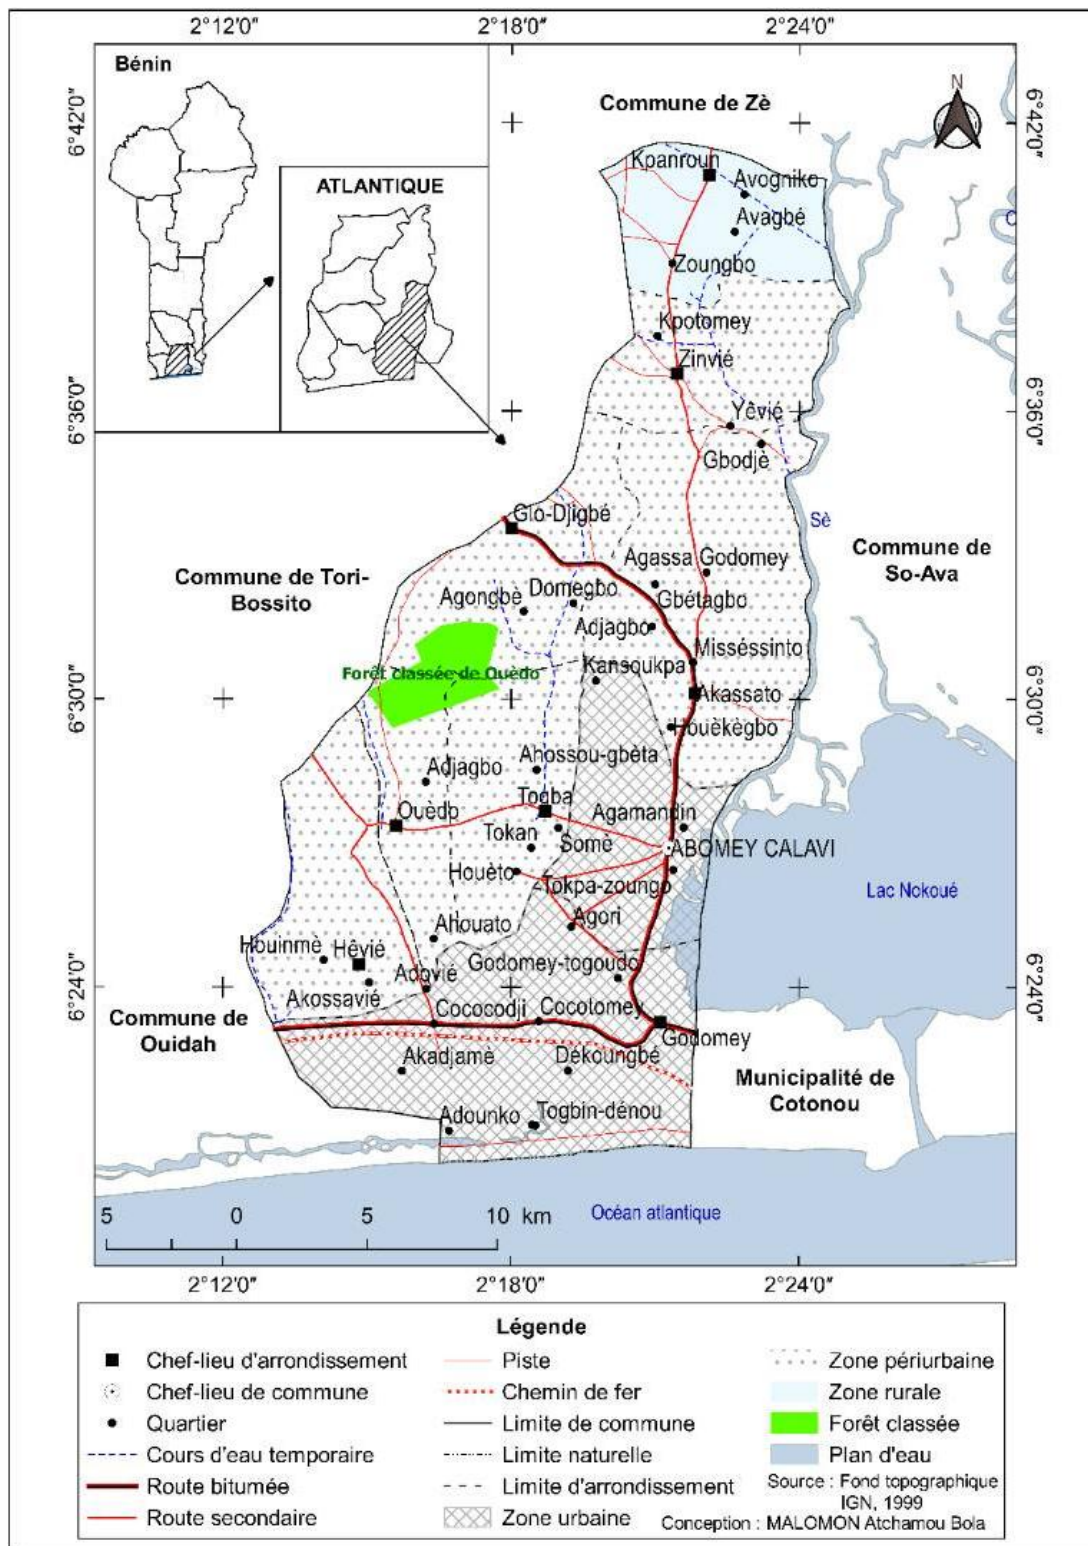 2°12'0"
2°18'0"
2°24'0"
Bénin
ATLANTIQUE
Commune de Zè
N
6°42'0"
6°42'0"
Kpanroun
Avogniko
Avagbé
Zoungbo
Kpotomey
Zinvié
6°36'0"
6°36'0"
Yévié
Gbodjè
Glo-Djigbé
Sè
Commune de
So-Ava
Commune de Tori-
Bossito
Agassa Godomey
Domegbo
Gbétagbo
Agongbè
Adjagbo
Misséssinto
Kansoukpa
Forêt classée de Ouèdo
6°30'0"
6°30'0"
Akassato
Houèkègbo
Ahossou-gbéta
Adjagbo
Togba
Agamandin
Ouèdo
Tokan
Somè
ABOMEY CALAVI
Houèto
Tokpa-zoungo
Lac Nokoué
Agori
Ahouato
Houinmè
Hêvié
Godomey-togoudo
Adovié
6°24'0"
6°24'0"
Akossavié
Cococodji
Cocotomey
Commune de
Ouidah
Godomey
Akadjamè
Dékoungbé
Municipalité de
Cotonou
Adounko
Togbin-dénou
5 0 5 10 km
Océan atlantique
2°12'0"
2°18'0"
2°24'0"
Légende
Chef-lieu d'arrondissement
Chef-lieu de commune
Quartier
Cours d'eau temporaire
Route bitumée
Route secondaire
Piste
Chemin de fer
Limite de commune
Limite naturelle
Limite d'arrondissement
Zone urbaine
Zone périurbaine
Zone rurale
Forêt classée
Plan d'eau
Source : Fond topographique
IGN, 1999
Conception : MALOMON Atchamou Bola